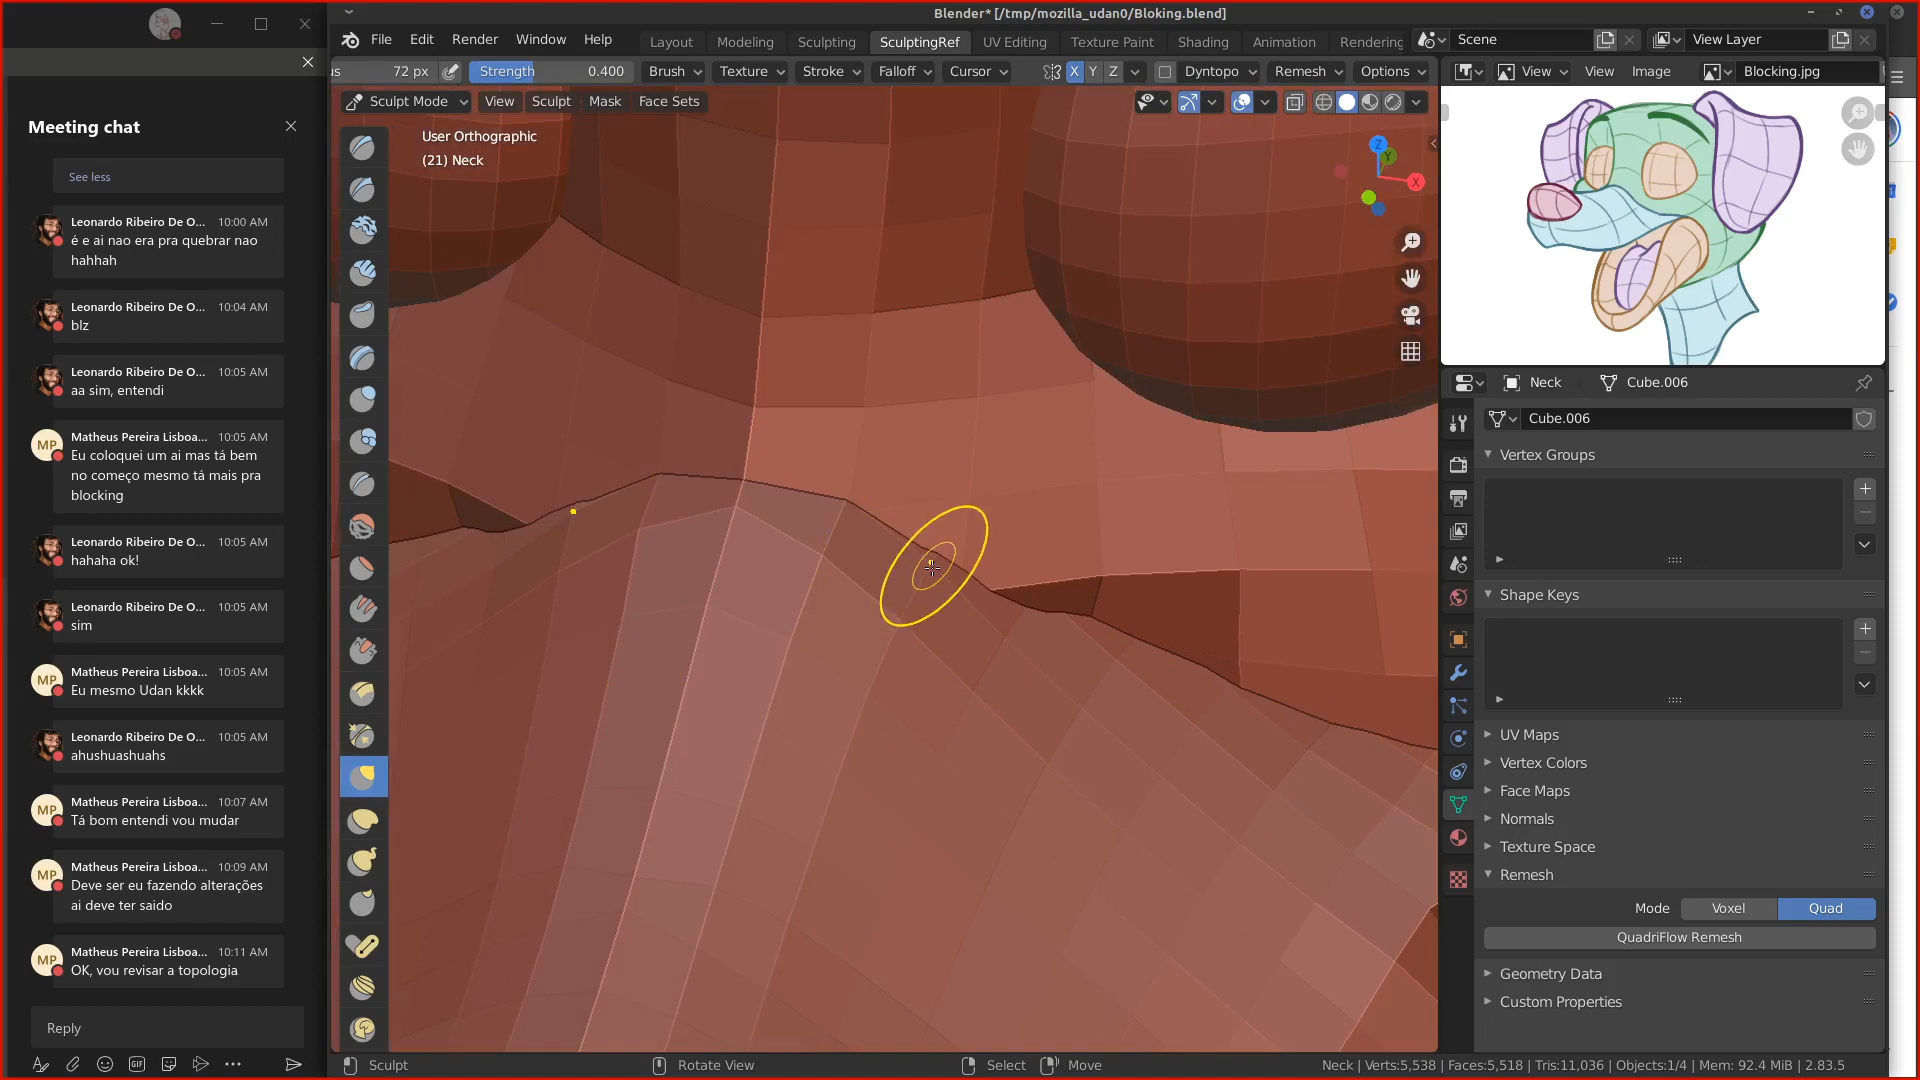 Meeting chat
See less
Leonardo Ribeiro De O... 10:00 AM
é e ai nao era pra quebrar nao
hahhah
Leonardo Ribeiro De O... 10:04 AM
blz
Leonardo Ribeiro De O... 10:05 AM
aa sim, entendi
MP
Matheus Pereira Lisboa... 10:05 AM
Eu coloquei um ai mas tá bem
no começo mesmo tá mais pra
blocking
Leonardo Ribeiro De O... 10:05 AM
hahaha ok!
Leonardo Ribeiro De O... 10:05 AM
sim
MP
Matheus Pereira Lisboa... 10:05 AM
Eu mesmo Udan kkkk
Leonardo Ribeiro De O... 10:05 AM
ahushuashuahs
MP
Matheus Pereira Lisboa... 10:07 AM
Tá bom entendi vou mudar
MP
Matheus Pereira Lisboa... 10:09 AM
Deve ser eu fazendo alterações
ai deve ter saido
MP
Matheus Pereira Lisboa... 10:11 AM
OK, vou revisar a topologia
Reply
GIF
Blender* [/tmp/mozilla_udan0/Bloking.blend]
File Edit Render Window Help
Layout Modeling Sculpting SculptingRef UV Editing Texture Paint Shading Animation Rendering
Scene View Layer
us 72 px Strength 0.400 Brush Texture Stroke Falloff Cursor X Y Z Dyntopo Remesh Options
View View Image Blocking.jpg
Sculpt Mode View Sculpt Mask Face Sets
User Orthographic
(21) Neck
Z
Y
X
Neck Cube.006
Cube.006
Vertex Groups
Shape Keys
UV Maps
Vertex Colors
Face Maps
Normals
Texture Space
Remesh
Mode Voxel Quad
QuadriFlow Remesh
Geometry Data
Custom Properties
Sculpt Rotate View Select Move
Neck | Verts:5,538 | Faces:5,518 | Tris:11,036 | Objects:1/4 | Mem: 92.4 MiB | 2.83.5